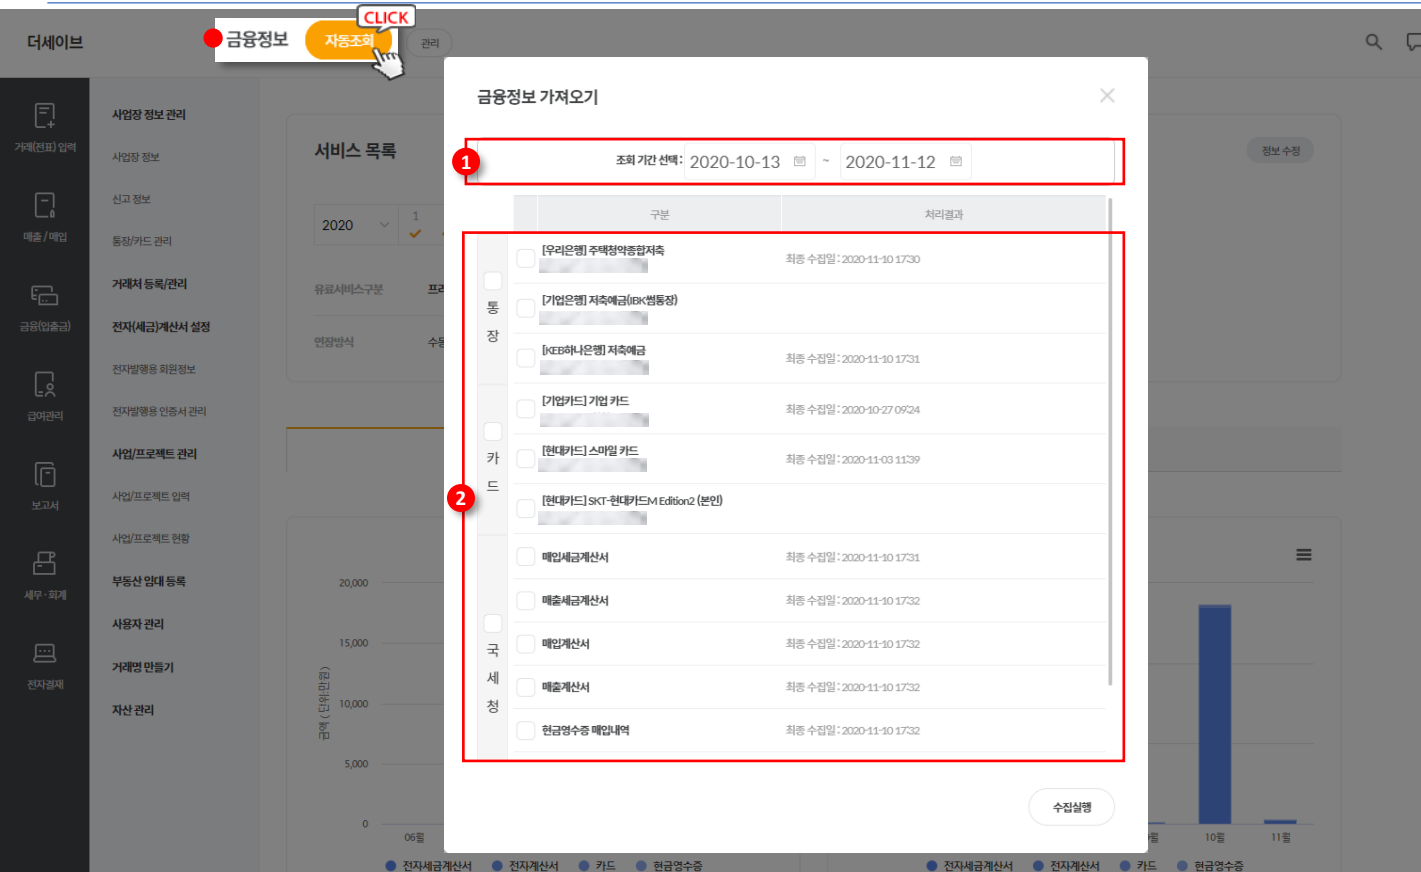 CLICK
더세이브
금융정보 자동조회 관리
금융정보 가져오기
1
조회 기간 선택 : 2020-10-13 ~ 2020-11-12
구분 처리결과
2
통장
[우리은행] 주택청약종합저축 최종 수집일 : 2020-11-10 17:30
[기업은행] 저축예금(IBK썸통장)
[KEB하나은행] 저축예금 최종 수집일 : 2020-11-10 17:31
카드
[기업카드] 기업 카드 최종 수집일 : 2020-10-27 09:24
[현대카드] 스마일 카드 최종 수집일 : 2020-11-03 11:39
[현대카드] SKT-현대카드M Edition2 (본인)
국세청
매입세금계산서 최종 수집일 : 2020-11-10 17:31
매출세금계산서 최종 수집일 : 2020-11-10 17:32
매입계산서 최종 수집일 : 2020-11-10 17:32
매출계산서 최종 수집일 : 2020-11-10 17:32
현금영수증 매입내역 최종 수집일 : 2020-11-10 17:32
수집실행
거래(전표) 입력
매출 / 매입
금융(입출금)
급여관리
보고서
세무·회계
전자결재
사업장 정보 관리
사업장 정보
신고 정보
통장/카드 관리
거래처 등록/관리
전자(세금)계산서 설정
전자발행용 회원정보
전자발행용 인증서 관리
사업/프로젝트 관리
사업/프로젝트 입력
사업/프로젝트 현황
부동산 임대 등록
사용자 관리
거래명 만들기
자산 관리
서비스 목록
정보 수정
2020 1
유료서비스구분
연장방식
금액 (단위:만원)
20,000
15,000
10,000
5,000
0
06월
10월 11월
전자세금계산서 전자계산서 카드 현금영수증
전자세금계산서 전자계산서 카드 현금영수증